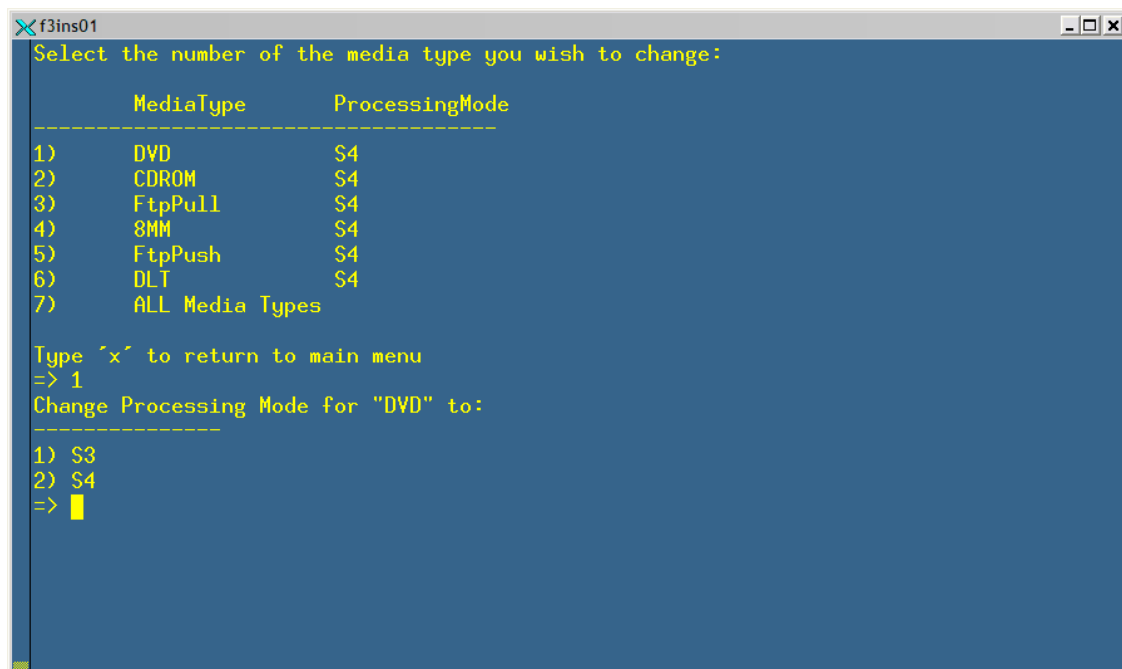 f3ins01
Select the number of the media type you wish to change:
MediaType ProcessingMode
-------------------------------------
1) DVD S4
2) CDROM S4
3) FtpPull S4
4) 8MM S4
5) FtpPush S4
6) DLT S4
7) ALL Media Types
Type ´x´ to return to main menu
=> 1
Change Processing Mode for "DVD" to:
---------------
1) S3
2) S4
=>